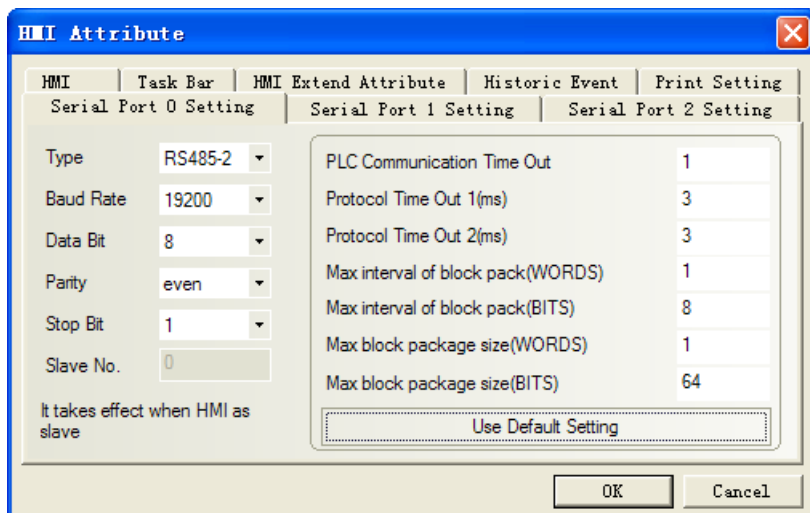 HMI Attribute
HMI
Task Bar
HMI Extend Attribute
Historic Event
Print Setting
Serial Port 0 Setting
Serial Port 1 Setting
Serial Port 2 Setting
Type RS485-2
Baud Rate 19200
Data Bit 8
Parity even
Stop Bit 1
Slave No. 0
It takes effect when HMI as
slave
PLC Communication Time Out 1
Protocol Time Out 1(ms) 3
Protocol Time Out 2(ms) 3
Max interval of block pack(WORDS) 1
Max interval of block pack(BITS) 8
Max block package size(WORDS) 1
Max block package size(BITS) 64
Use Default Setting
OK
Cancel